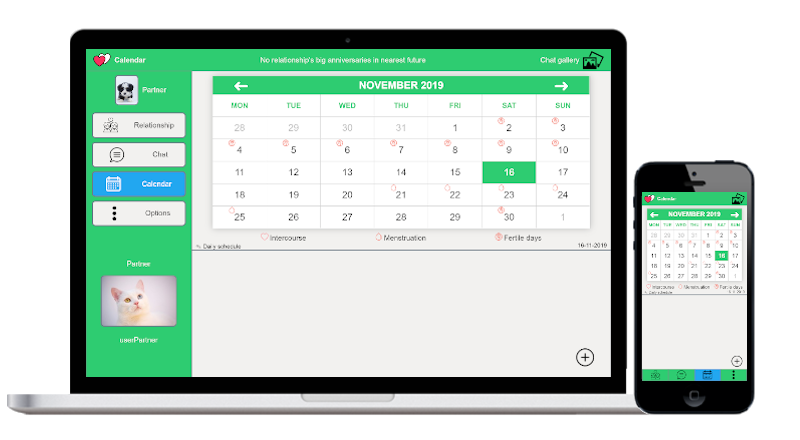 Calendar
No relationship's big anniversaries in nearest future
Chat gallery
Partner
Relationship
Chat
Calendar
Options
Partner
userPartner
NOVEMBER 2019
MON TUE WED THU FRI SAT SUN
28 29 30 31 1 2 3
4 5 6 7 8 9 10
11 12 13 14 15 16 17
18 19 20 21 22 23 24
25 26 27 28 29 30 1
Intercourse Menstruation Fertile days
Daily schedule 16-11-2019
Calendar
NOVEMBER 2019
MON TUE WED THU FRI SAT SUN
28 29 30 31 1 2 3
4 5 6 7 8 9 10
11 12 13 14 15 16 17
18 19 20 21 22 23 24
25 26 27 28 29 30 1
Intercourse Menstruation Fertile days
Daily schedule